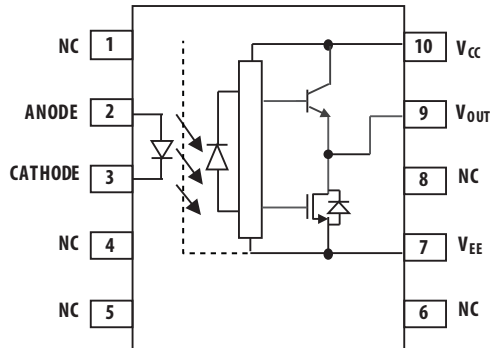 NC 1
ANODE 2
CATHODE 3
NC 4
NC 5
10 VCC
9 VOUT
8 NC
7 VEE
6 NC